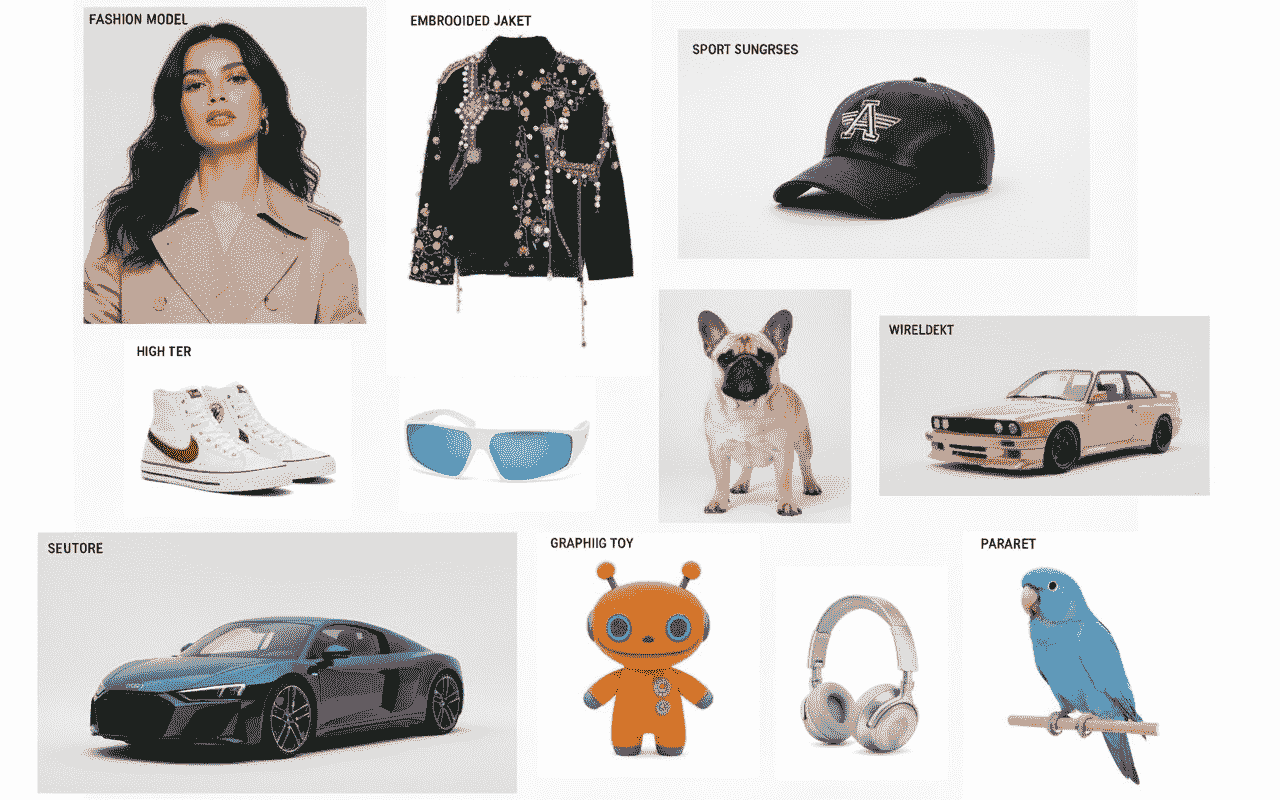 FASHION MODEL
EMBROOIDED JAKET
SPORT SUNGRSES
A
HIGH TER
WIRELDEKT
SEUTORE
GRAPHIIG TOY
PARARET